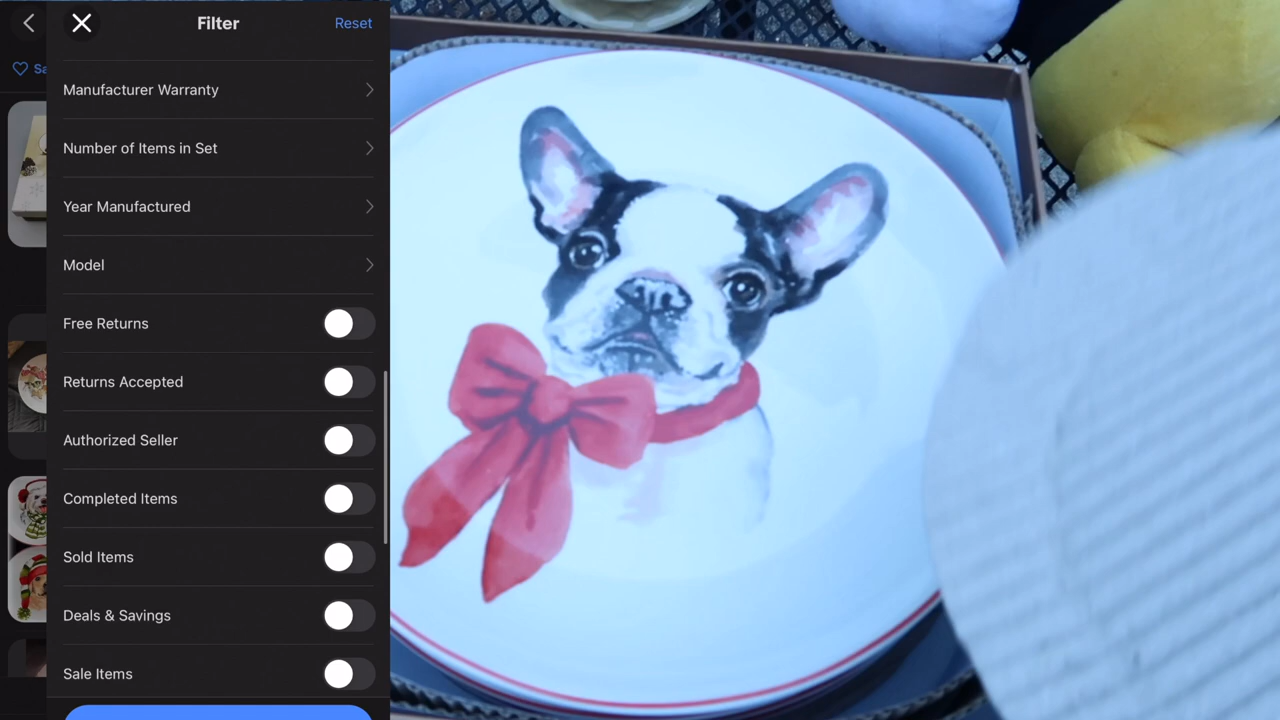 Filter
Reset
Sa
Manufacturer Warranty
Number of Items in Set
Year Manufactured
Model
Free Returns
Returns Accepted
Authorized Seller
Completed Items
Sold Items
Deals & Savings
Sale Items